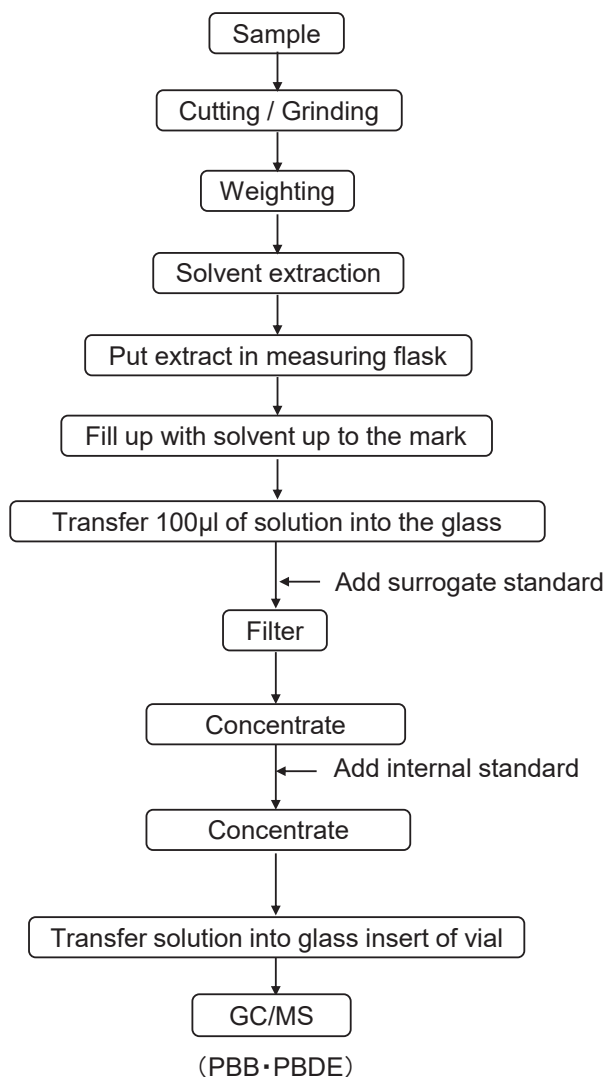 Sample
Cutting / Grinding
Weighting
Solvent extraction
Put extract in measuring flask
Fill up with solvent up to the mark
Transfer 100μl of solution into the glass
Add surrogate standard
Filter
Concentrate
Add internal standard
Concentrate
Transfer solution into glass insert of vial
GC/MS
（PBB・PBDE）